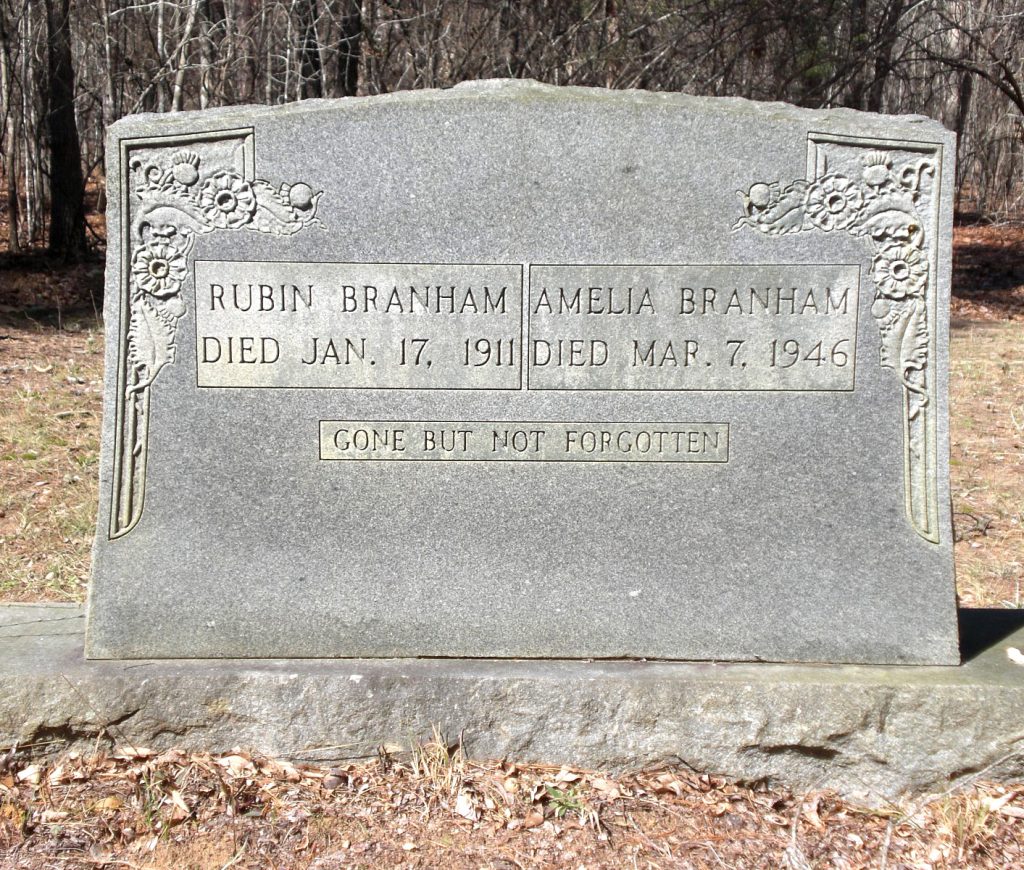 RUBIN BRANHAM
DIED JAN. 17, 1911
AMELIA BRANHAM
DIED MAR. 7, 1946
GONE BUT NOT FORGOTTEN